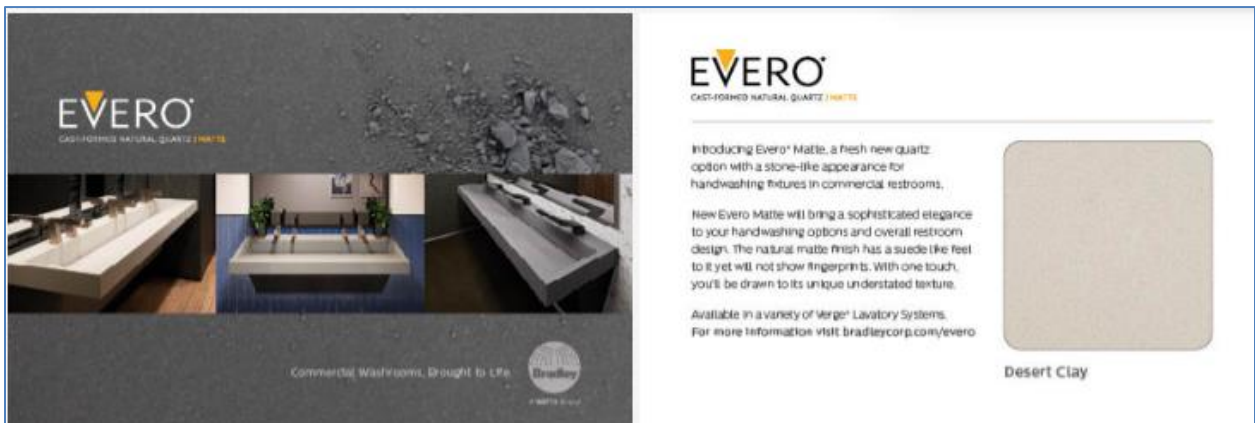 EVERO®
CAST-FORMED NATURAL QUARTZ | MATTE
Commercial Washrooms, Brought to Life.
Bradley
EVERO®
CAST-FORMED NATURAL QUARTZ | MATTE
Introducing Evero® Matte, a fresh new quartz
option with a stone-like appearance for
handwashing fixtures in commercial restrooms.
New Evero Matte will bring a sophisticated elegance
to your handwashing options and overall restroom
design. The natural matte finish has a suede like feel
to it yet will not show fingerprints. With one touch,
you'll be drawn to its unique understated texture.
Available in a variety of Verge® Lavatory Systems.
For more information visit bradleycorp.com/evero
Desert Clay